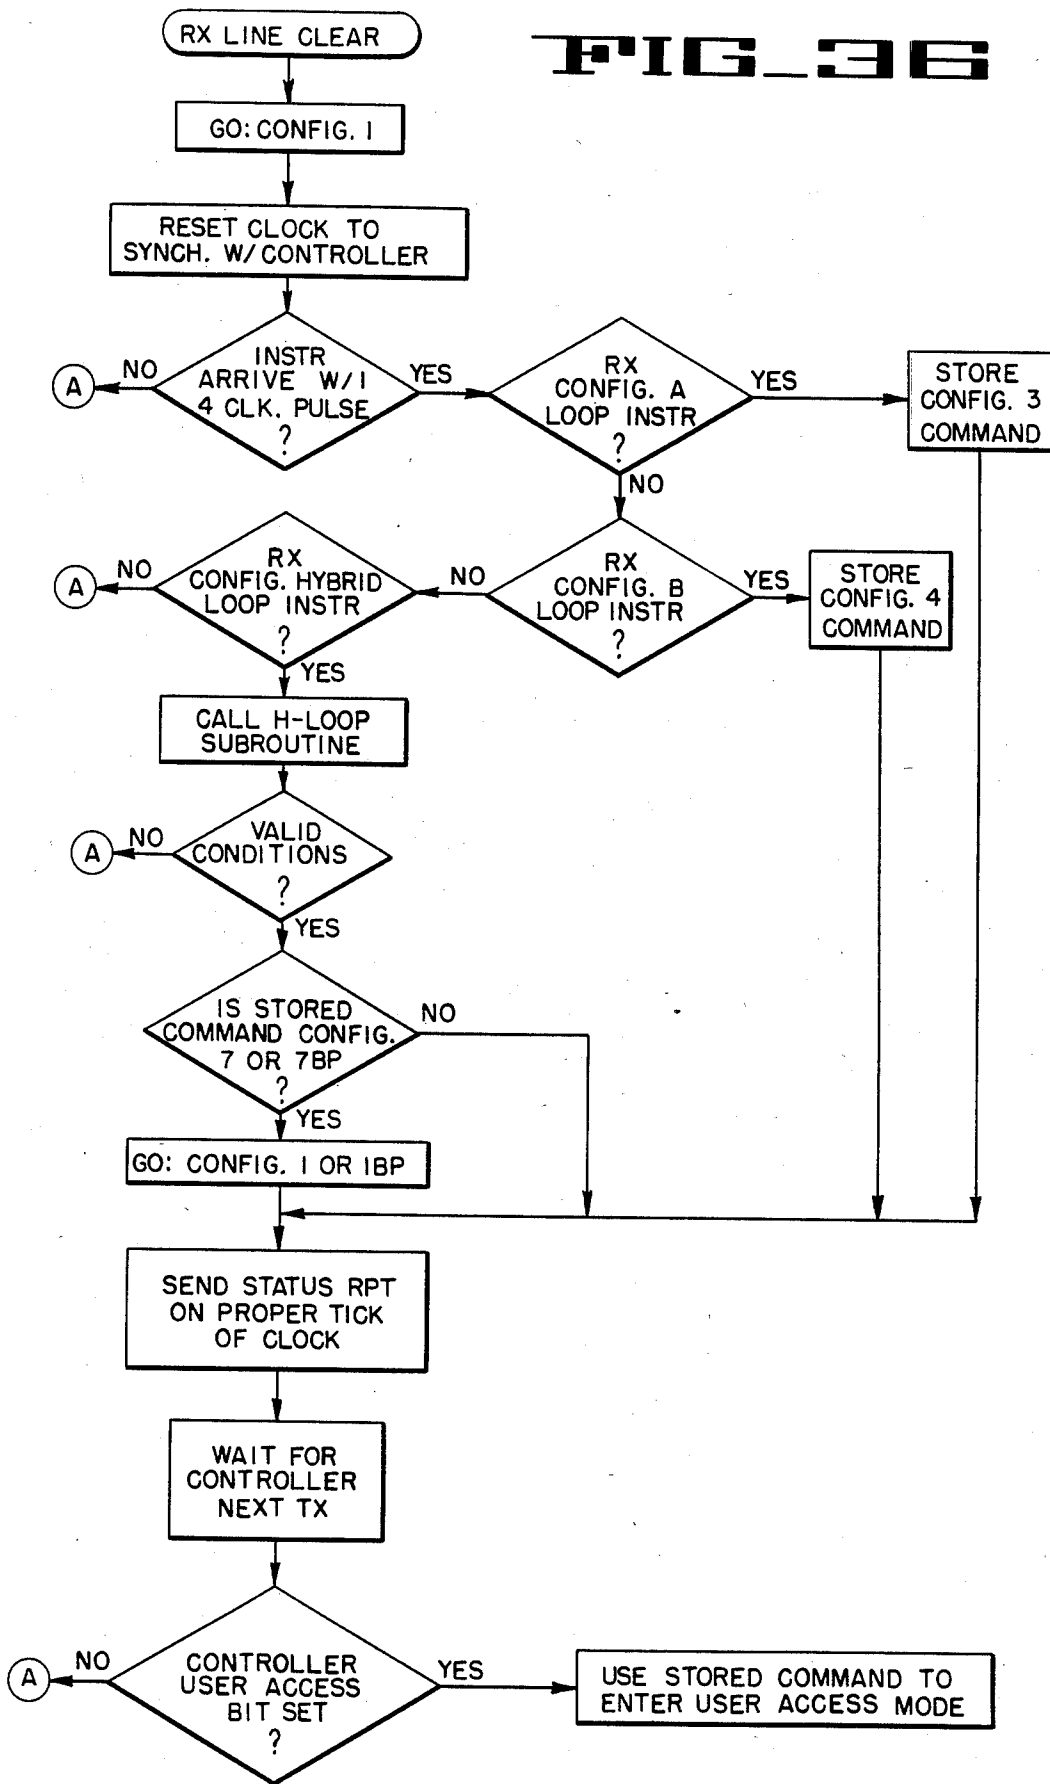 RX LINE CLEAR
FIG_36
GO: CONFIG. 1
RESET CLOCK TO
SYNCH. W/CONTROLLER
INSTR
ARRIVE W/I
4 CLK. PULSE
?
NO
A
YES
RX
CONFIG. A
LOOP INSTR
?
YES
STORE
CONFIG. 3
COMMAND
NO
RX
CONFIG. B
LOOP INSTR
?
YES
STORE
CONFIG. 4
COMMAND
NO
RX
CONFIG. HYBRID
LOOP INSTR
?
NO
A
YES
CALL H-LOOP
SUBROUTINE
VALID
CONDITIONS
?
NO
A
YES
IS STORED
COMMAND CONFIG.
7 OR 7BP
?
NO
YES
GO: CONFIG. 1 OR 1BP
SEND STATUS RPT
ON PROPER TICK
OF CLOCK
WAIT FOR
CONTROLLER
NEXT TX
CONTROLLER
USER ACCESS
BIT SET
?
NO
A
YES
USE STORED COMMAND TO
ENTER USER ACCESS MODE